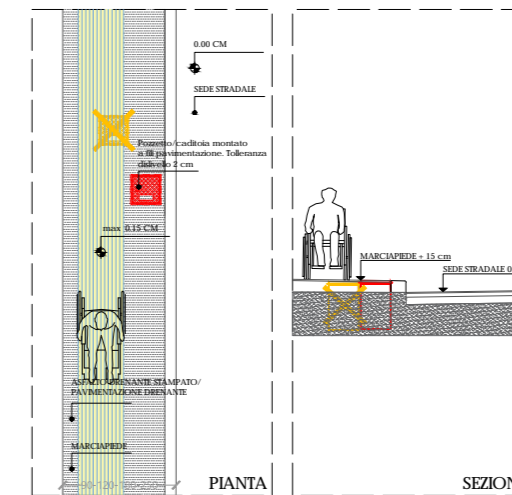 0.00 CM
SEDE STRADALE
Pozzetto/caditoia montato
a fili pavimentazione. Tolleranza
dislivello 2 cm
max 0.15 CM
MARCIAPIEDE + 15 cm
SEDE STRADALE 0
ASFALTO DRENANTE STAMPATO/
PAVIMENTAZIONE DRENANTE
MARCIAPIEDE
PIANTA
SEZION